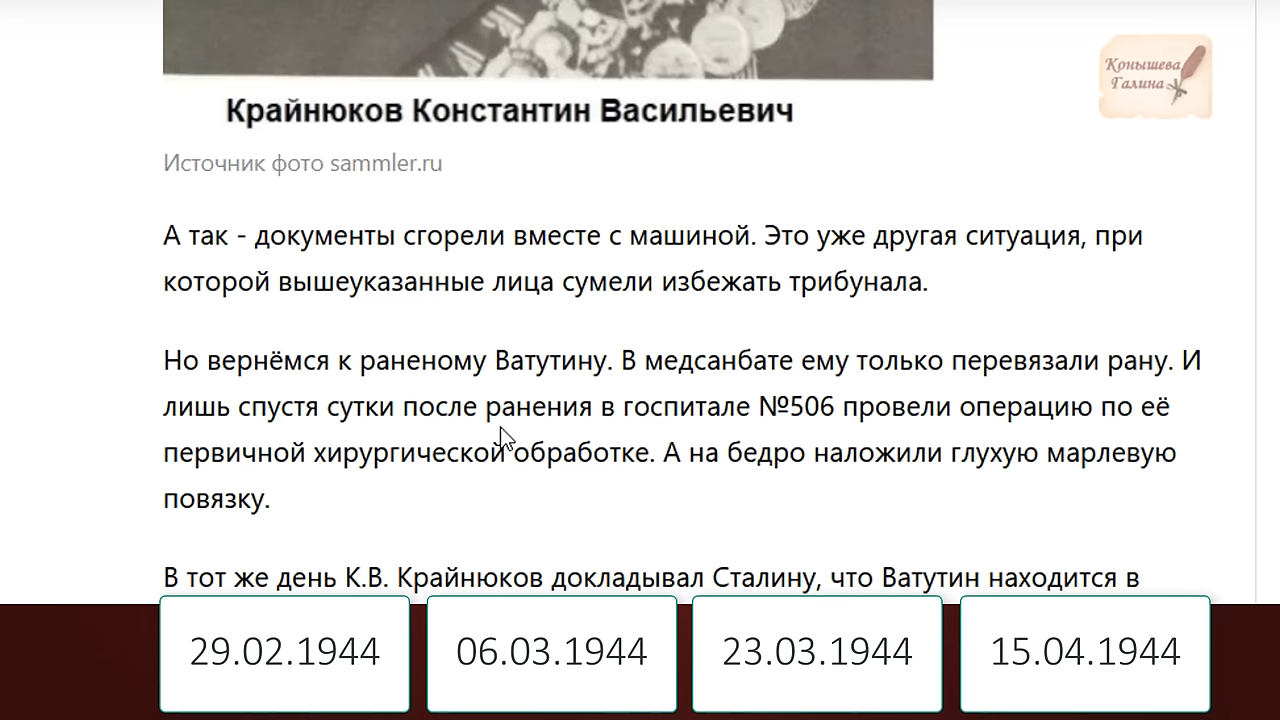 Конышева
Галина
Крайнюков Константин Васильевич
Источник фото sammler.ru
А так - документы сгорели вместе с машиной. Это уже другая ситуация, при
которой вышеуказанные лица сумели избежать трибунала.
Но вернёмся к раненому Ватутину. В медсанбате ему только перевязали рану. И
лишь спустя сутки после ранения в госпитале №506 провели операцию по её
первичной хирургической обработке. А на бедро наложили глухую марлевую
повязку.
В тот же день К.В. Крайнюков докладывал Сталину, что Ватутин находится в
29.02.1944 06.03.1944 23.03.1944 15.04.1944